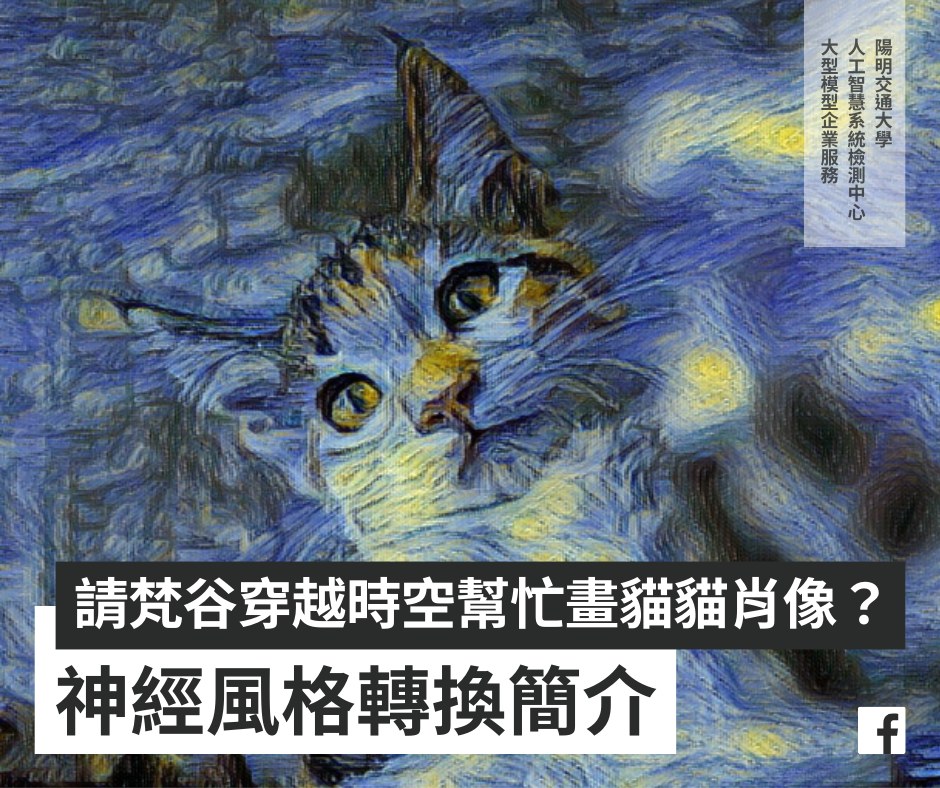 陽明交通大學
人工智慧系統檢測中心
大型模型企業服務
請梵谷穿越時空幫忙畫貓貓肖像？
神經風格轉換簡介